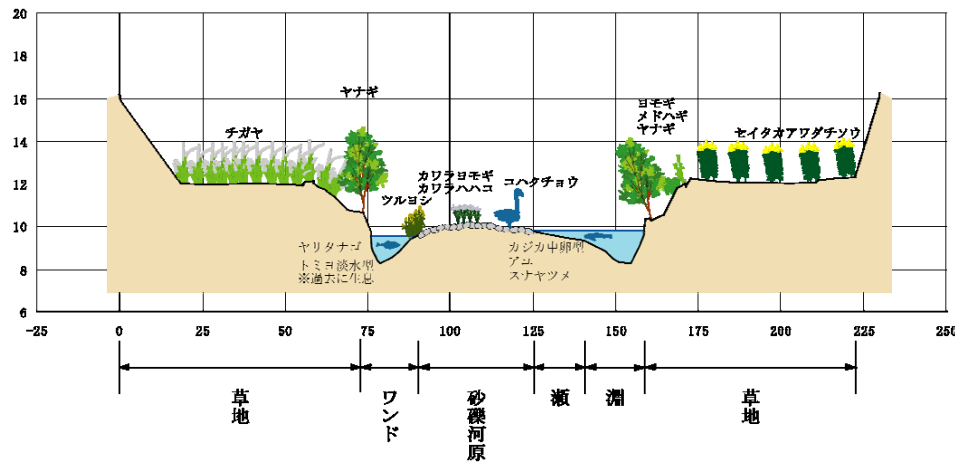 20
18
16
14
12
10
8
6
-25
0
25
50
75
100
125
150
175
200
225
250
チガヤ
ヤナギ
ツルヨシ
カワラヨモギ
カワラハハコ
コハクチョウ
ヨモギ
メドハギ
ヤナギ
セイタカアワダチソウ
ヤリタナゴ
トミヨ淡水型
※過去に生息
カジカ中卵型
アユ
スナヤツメ
草地
ワンド
砂礫河原
瀬
淵
草地